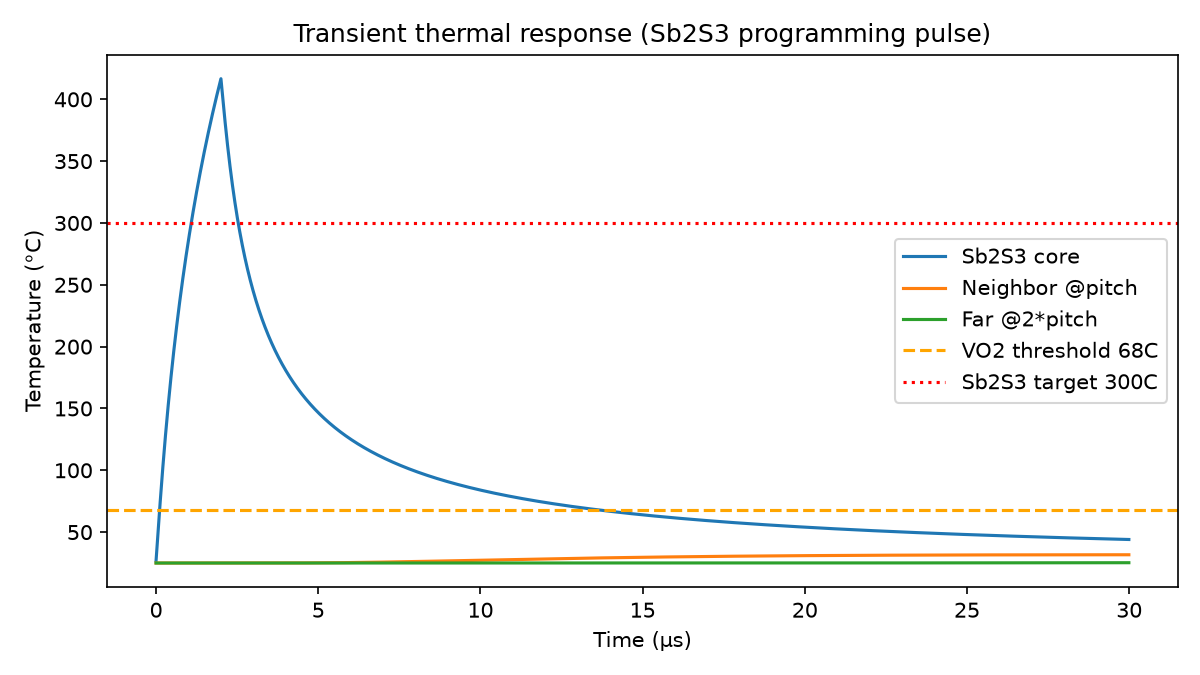 Transient thermal response (Sb2S3 programming pulse)
Temperature (°C)
400
350
300
250
200
150
100
50
Sb2S3 core
Neighbor @pitch
Far @2*pitch
VO2 threshold 68C
Sb2S3 target 300C
0
5
10
15
20
25
30
Time (μs)